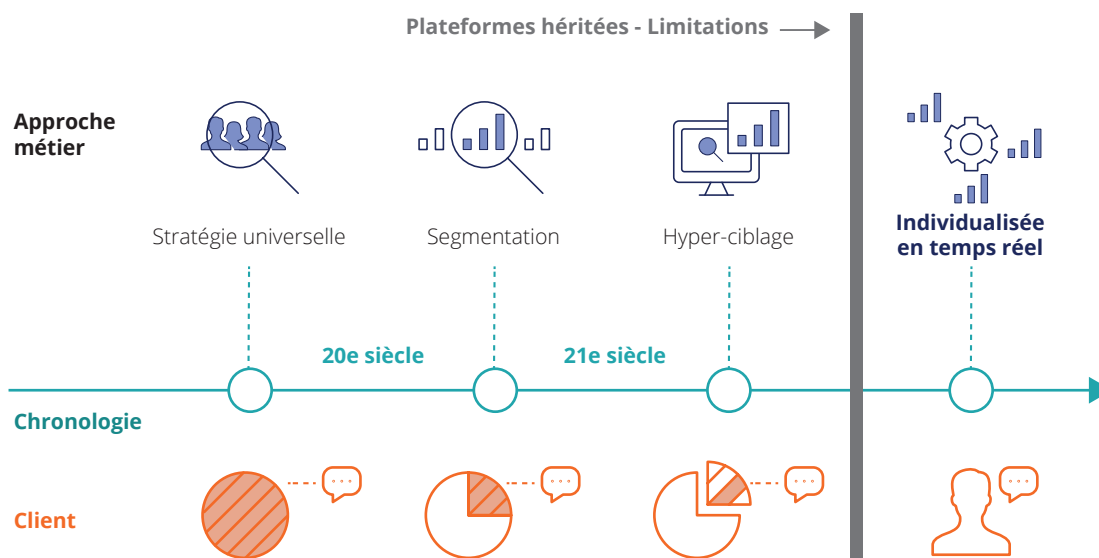 Plateformes héritées - Limitations
Approche
métier
Stratégie universelle
Segmentation
Hyper-ciblage
Individualisée
en temps réel
20e siècle
21e siècle
Chronologie
Client